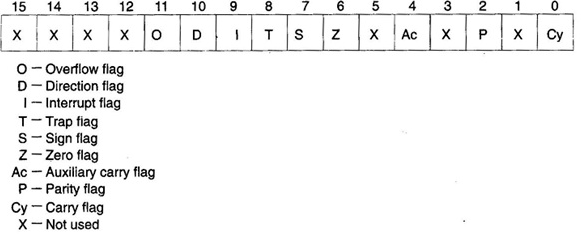 15 14 13 12 11 10 9 8 7 6 5 4 3 2 1 0
X X X X O D I T S Z X Ac X P X Cy
O — Overflow flag
D — Direction flag
I — Interrupt flag
T — Trap flag
S — Sign flag
Z — Zero flag
Ac — Auxiliary carry flag
P — Parity flag
Cy — Carry flag
X — Not used